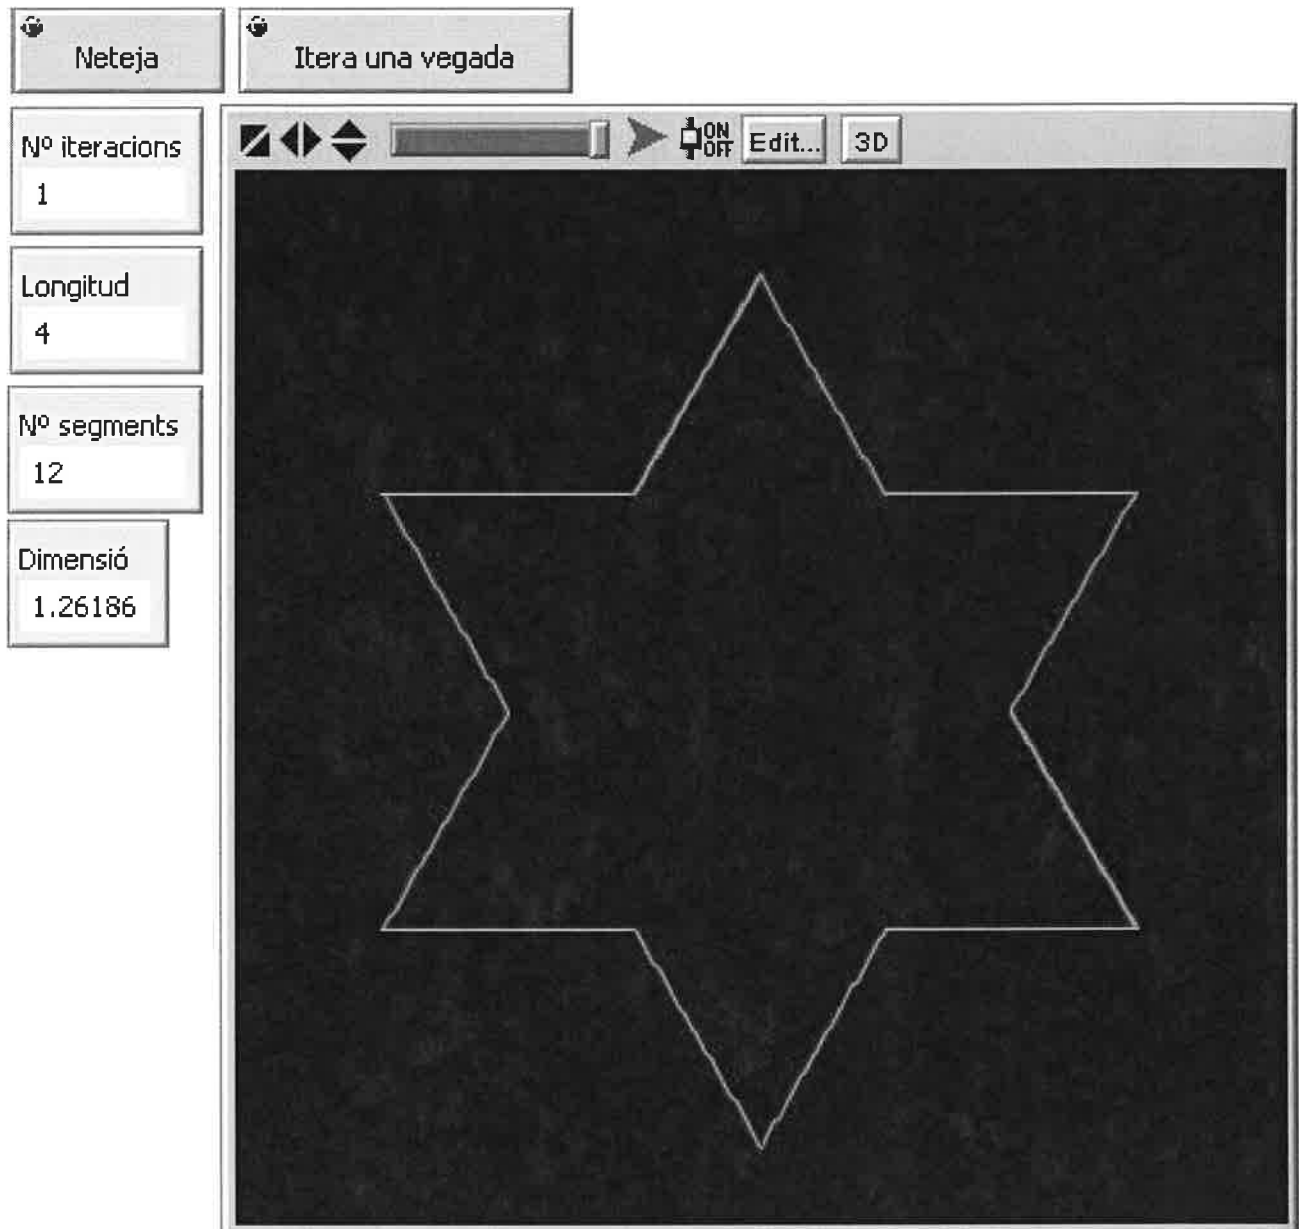 Neteja
Itera una vegada
Nº iteracions
1
ON
OFF
Edit...
3D
Longitud
4
Nº segments
12
Dimensió
1.26186